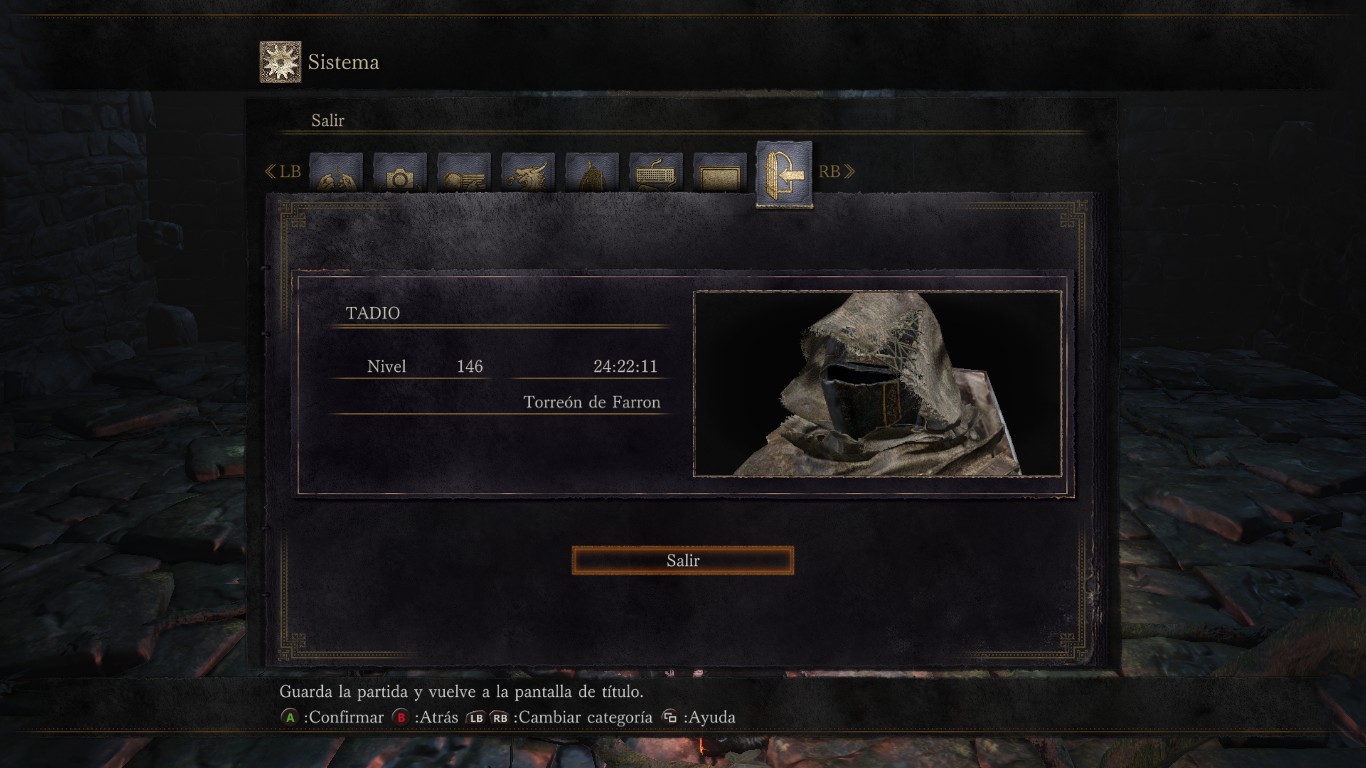 Sistema
Salir
LB RB
TADIO
Nivel 146 24:22:11
Torreón de Farron
Salir
Guarda la partida y vuelve a la pantalla de título.
A :Confirmar B :Atrás LB RB :Cambiar categoría :Ayuda